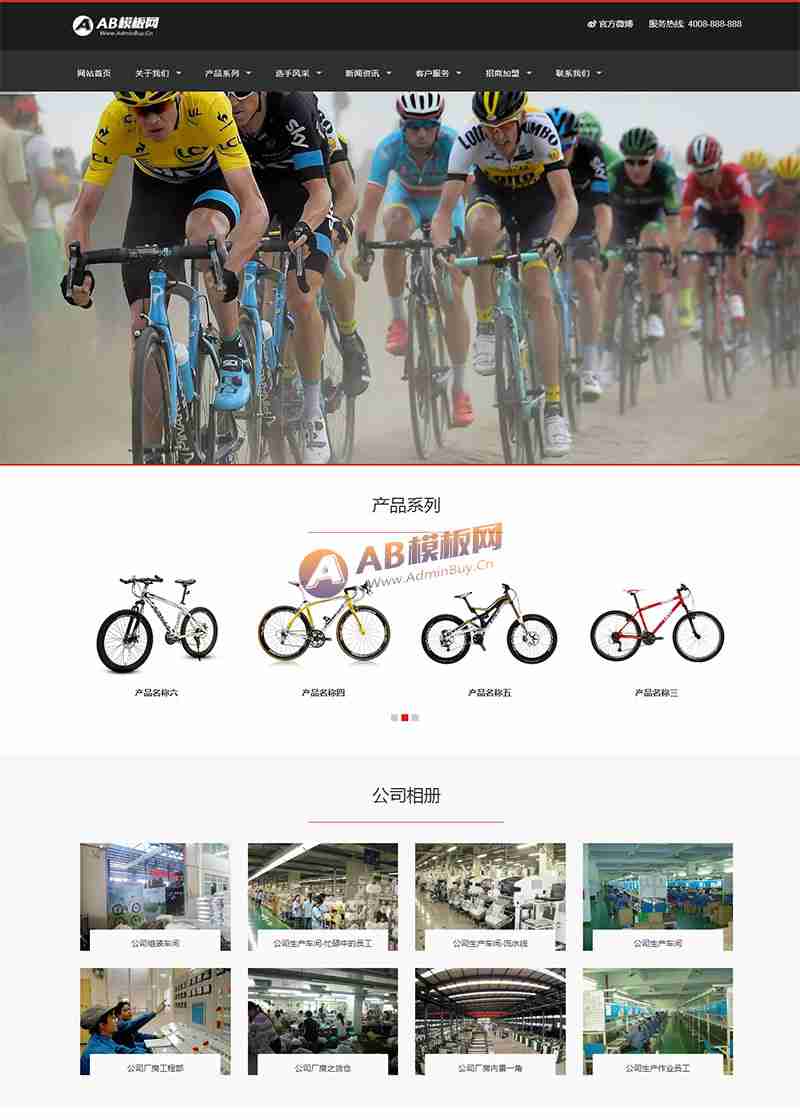 AB模板网
Www.AdminBuy.Cn
官方微博 服务热线: 4008-888-888
网站首页 关于我们 产品系列 选手风采 新闻资讯 客户服务 招商加盟 联系我们
SKY
LCL
产品系列
AB模板网
Www.AdminBuy.Cn
产品名称六 产品名称四 产品名称五 产品名称三
公司相册
公司组装车间 公司生产车间-忙碌中的员工 公司生产车间-流水线 公司生产车间
公司厂房工程部 公司厂房之货仓 公司厂房内景一角 公司生产作业员工